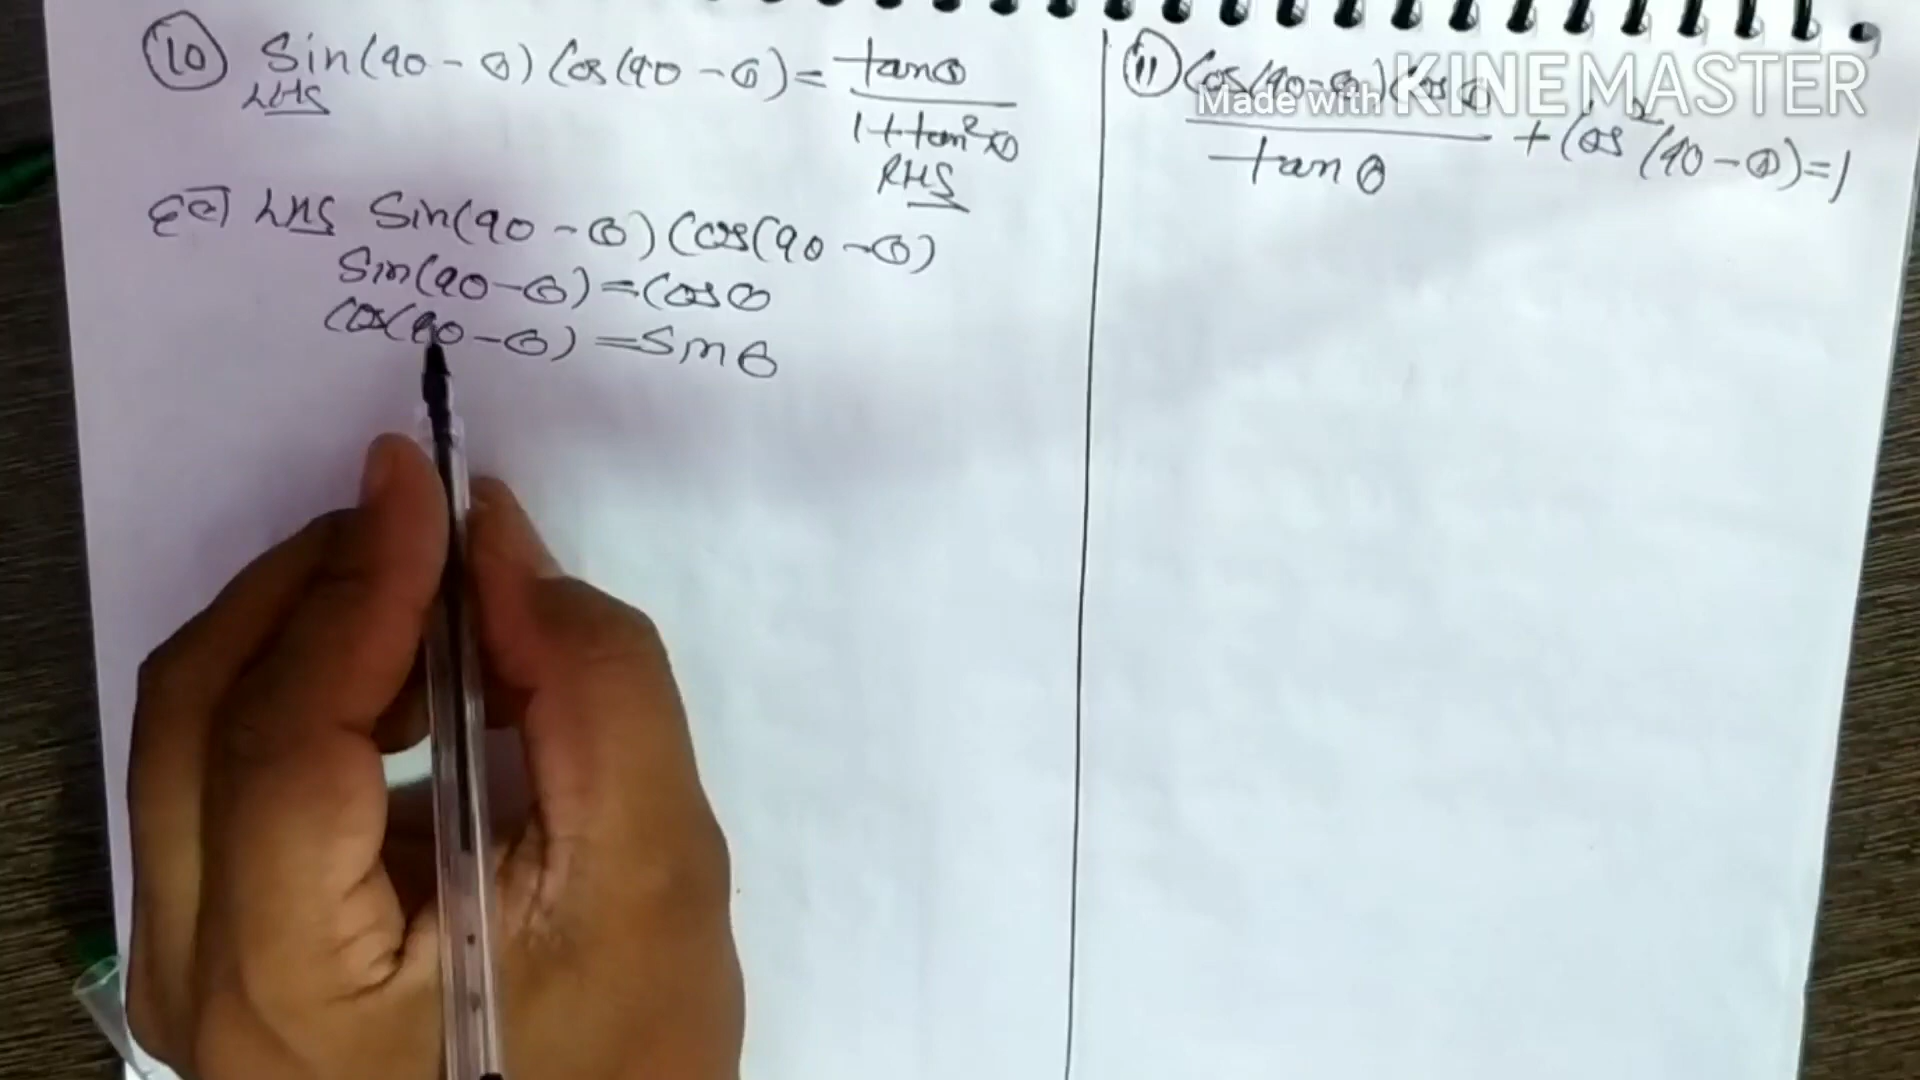 10 Sin(90-θ) Cos(90-θ) = tanθ / 1+tan²θ
LHS
RHS
हल LHS Sin(90-θ) Cos(90-θ)
Sin(90-θ) = Cosθ
Cos(90-θ) = Sinθ
11 Cos(90-θ) Cosθ / tanθ + Cos²(90-θ)=1
Made with KINEMASTER